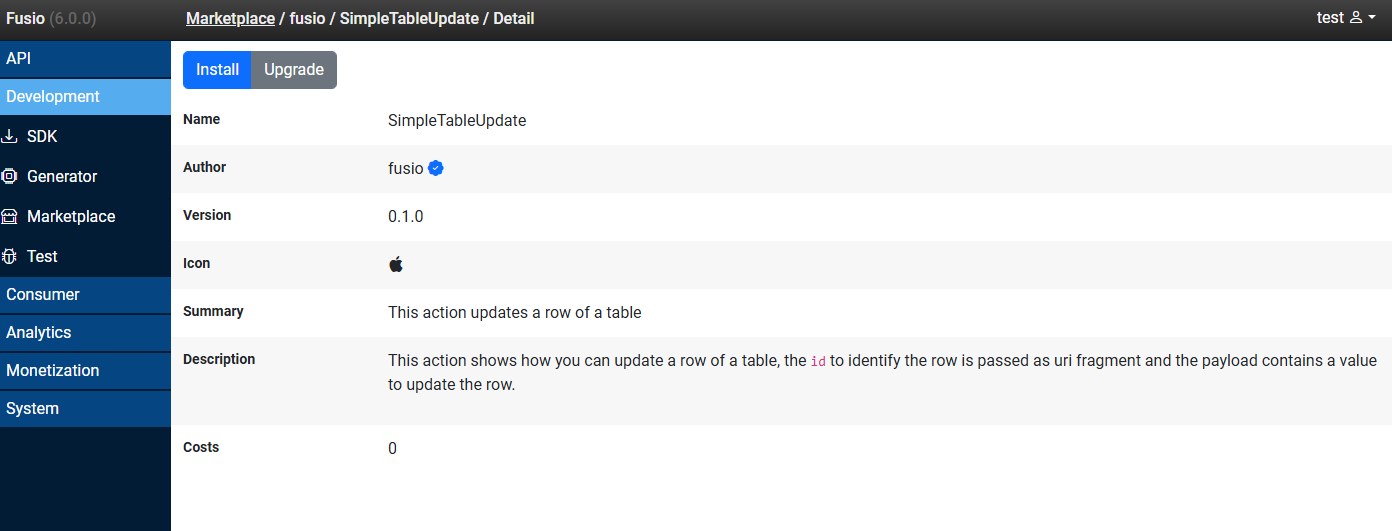 Fusio (6.0.0)
Marketplace / fusio / SimpleTableUpdate / Detail
test
API
Development
SDK
Generator
Marketplace
Test
Consumer
Analytics
Monetization
System
Install Upgrade
Name SimpleTableUpdate
Author fusio
Version 0.1.0
Icon
Summary This action updates a row of a table
Description This action shows how you can update a row of a table, the id to identify the row is passed as uri fragment and the payload contains a value
to update the row.
Costs 0